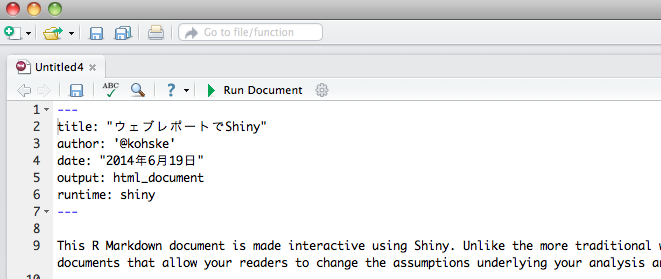 Go to file/function
Untitled4
ABC
? Run Document
1 ---
2 title: "ウェブレポートでShiny"
3 author: '@kohske'
4 date: "2014年6月19日"
5 output: html_document
6 runtime: shiny
7 ---
8
9 This R Markdown document is made interactive using Shiny. Unlike the more traditional
documents that allow your readers to change the assumptions underlying your analysis
10